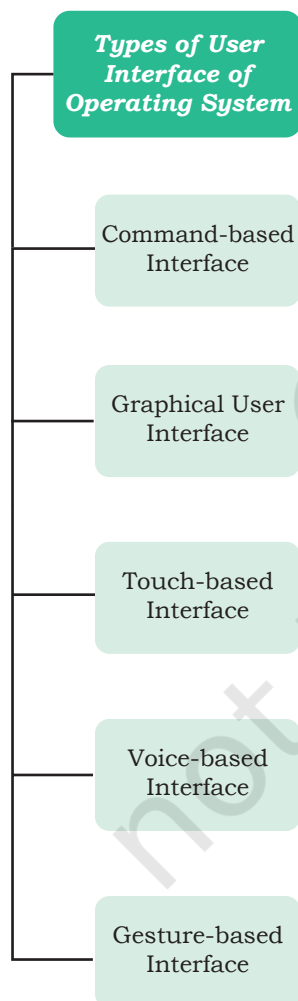 Types of User
Interface of
Operating System
Command-based
Interface
Graphical User
Interface
Touch-based
Interface
Voice-based
Interface
Gesture-based
Interface
not